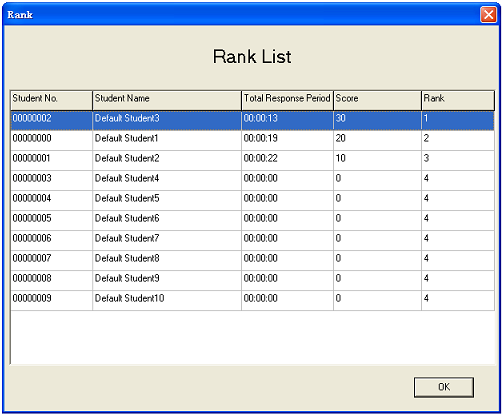 Rank
Rank List
Student No. Student Name Total Response Period Score Rank
00000002 Default Student3 00:00:13 30 1
00000000 Default Student1 00:00:19 20 2
00000001 Default Student2 00:00:22 10 3
00000003 Default Student4 00:00:00 0 4
00000004 Default Student5 00:00:00 0 4
00000005 Default Student6 00:00:00 0 4
00000006 Default Student7 00:00:00 0 4
00000007 Default Student8 00:00:00 0 4
00000008 Default Student9 00:00:00 0 4
00000009 Default Student10 00:00:00 0 4
OK